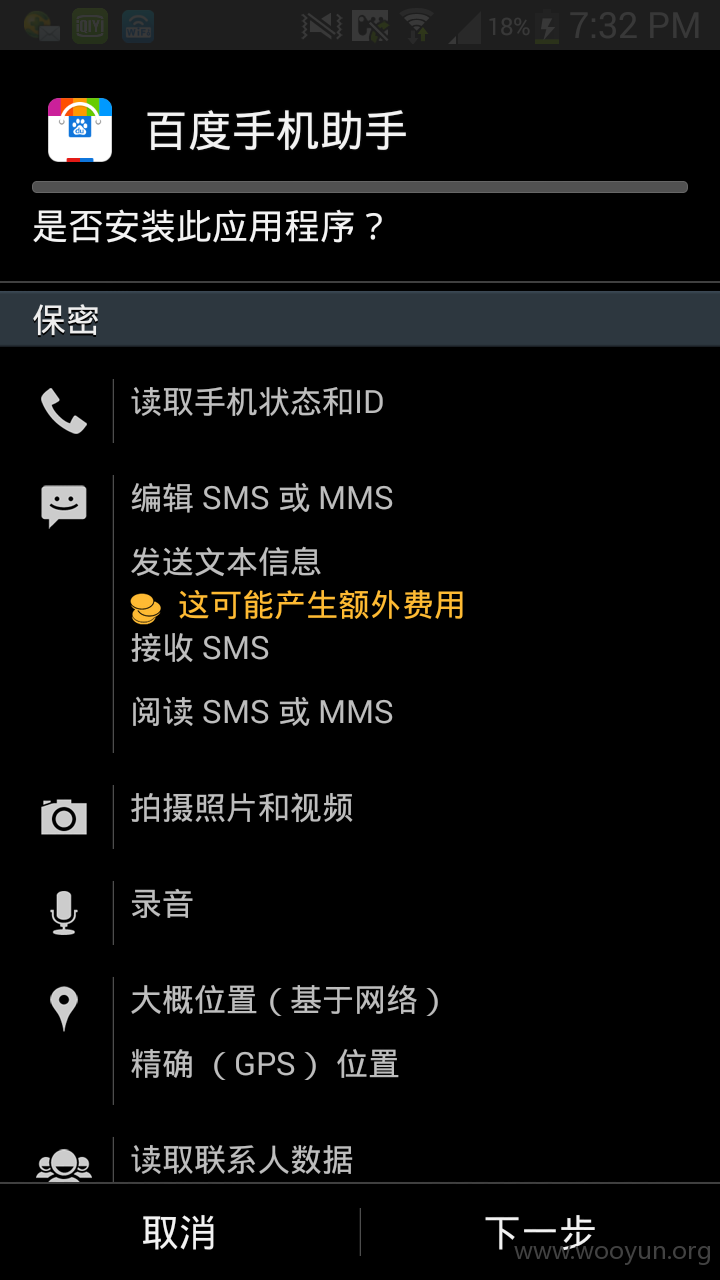 iQIYI
WiFi
18%
7:32 PM
百度手机助手
du
是否安装此应用程序？
保密
读取手机状态和ID
编辑 SMS 或 MMS
发送文本信息
这可能产生额外费用
接收 SMS
阅读 SMS 或 MMS
拍摄照片和视频
录音
大概位置（基于网络）
精确 （GPS） 位置
读取联系人数据
取消
下一步
www.wooyun.org